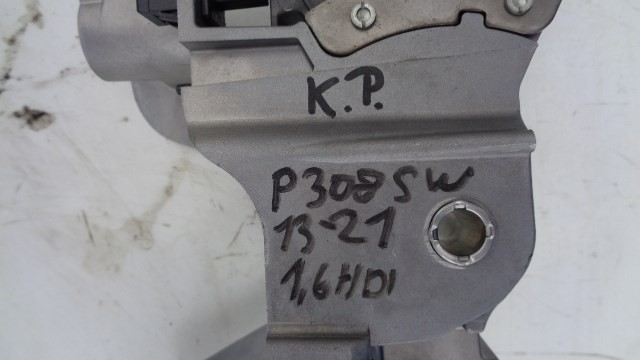 K.P.
P308SW
13-21
1,6HDI